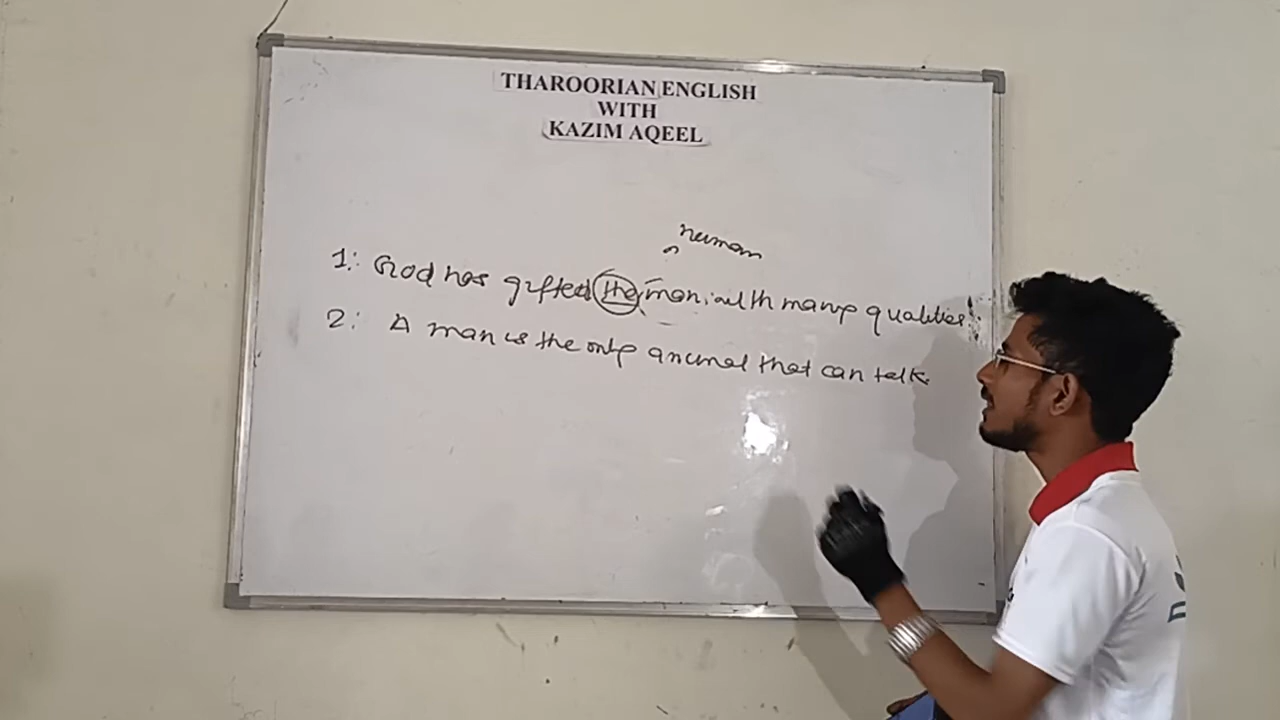 THAROORIAN ENGLISH
WITH
KAZIM AQEEL
human
1: God has gifted the man with many qualities.
2: A man is the only animal that can talk.